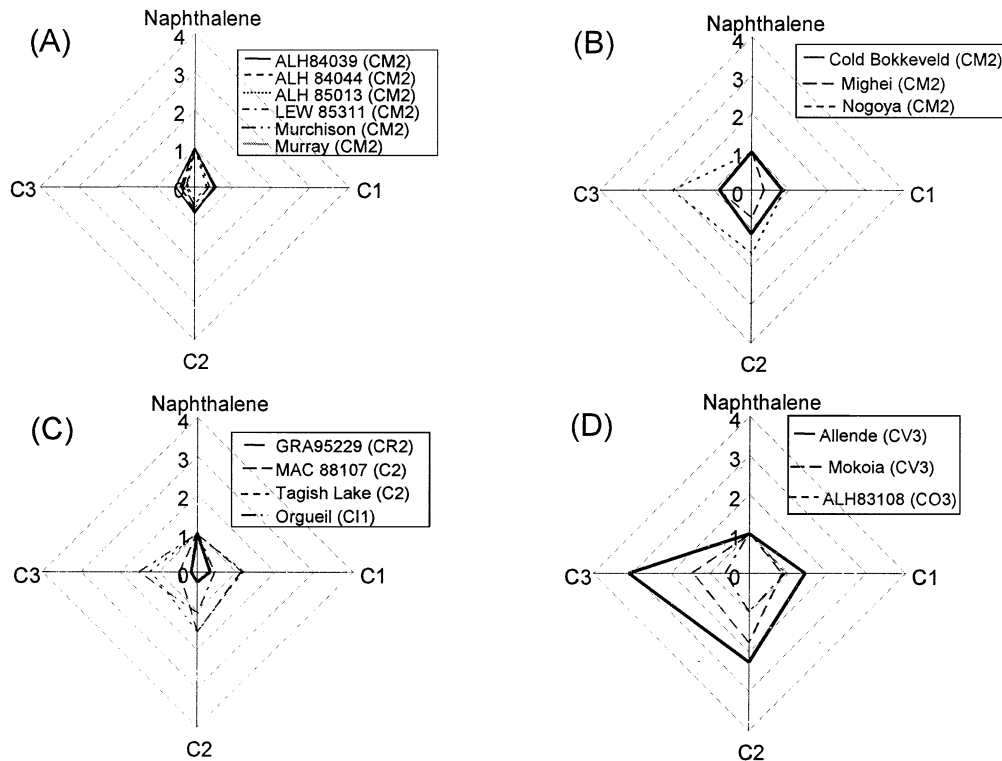 (A)
Naphthalene
4
3
2
1
0
C3
C1
C2
ALH84039 (CM2)
ALH 84044 (CM2)
ALH 85013 (CM2)
LEW 85311 (CM2)
Murchison (CM2)
Murray (CM2)
(B)
Naphthalene
4
3
2
1
0
C3
C1
C2
Cold Bokkeveld (CM2)
Mighei (CM2)
Nogoya (CM2)
(C)
Naphthalene
4
3
2
1
0
C3
C1
C2
GRA95229 (CR2)
MAC 88107 (C2)
Tagish Lake (C2)
Orgueil (CI1)
(D)
Naphthalene
4
3
2
1
0
C3
C1
C2
Allende (CV3)
Mokoia (CV3)
ALH83108 (CO3)